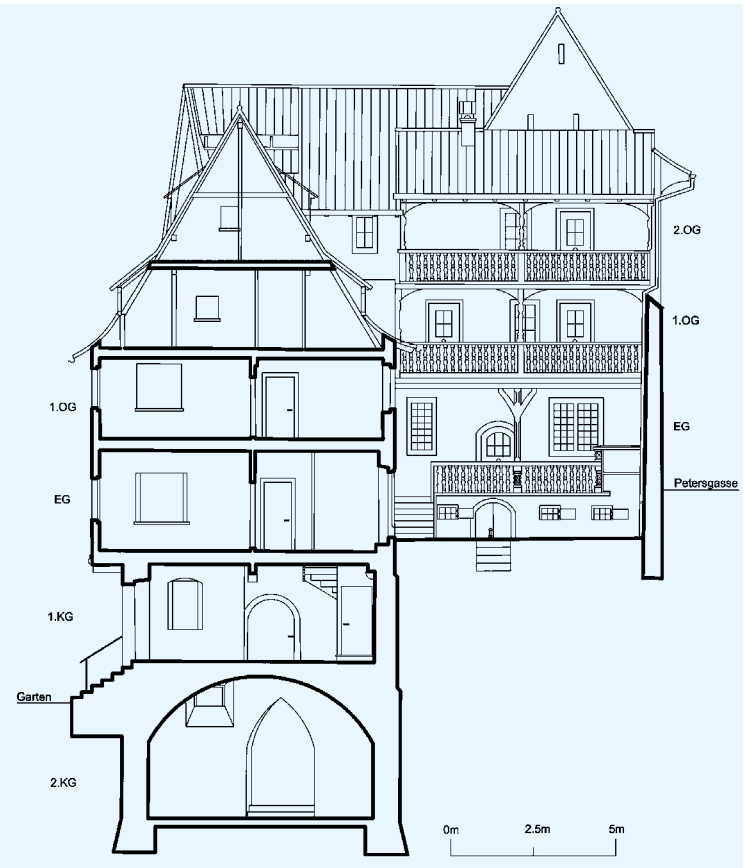 2.OG
1.OG
1.OG
EG
EG
Petersgasse
1.KG
Garten
2.KG
0m 2.5m 5m